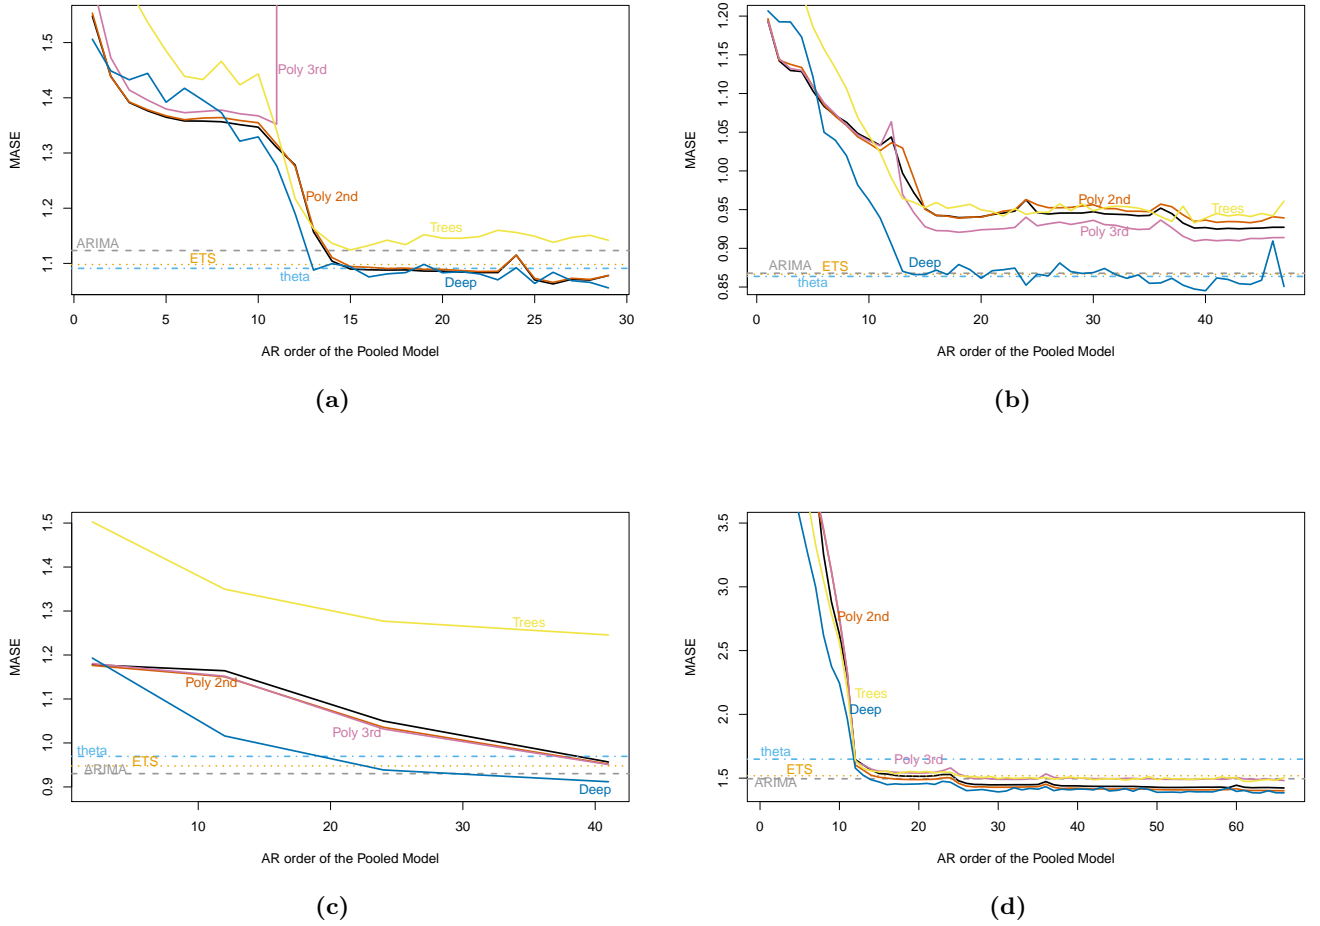 MASE
1.5
1.4
1.3
1.2
1.1
Poly 3rd
Poly 2nd
Trees
ARIMA
ETS
theta
Deep
0 5 10 15 20 25 30
AR order of the Pooled Model
(a)
MASE
1.20
1.15
1.10
1.05
1.00
0.95
0.90
0.85
Poly 2nd
Trees
Poly 3rd
Deep
ARIMA ETS
theta
0 10 20 30 40
AR order of the Pooled Model
(b)
MASE
1.5
1.4
1.3
1.2
1.1
1.0
0.9
Trees
Poly 2nd
Poly 3rd
theta
ETS
ARIMA
Deep
10 20 30 40
AR order of the Pooled Model
(c)
MASE
3.5
3.0
2.5
2.0
1.5
Poly 2nd
Trees
Deep
theta
Poly 3rd
ETS
ARIMA
0 10 20 30 40 50 60
AR order of the Pooled Model
(d)